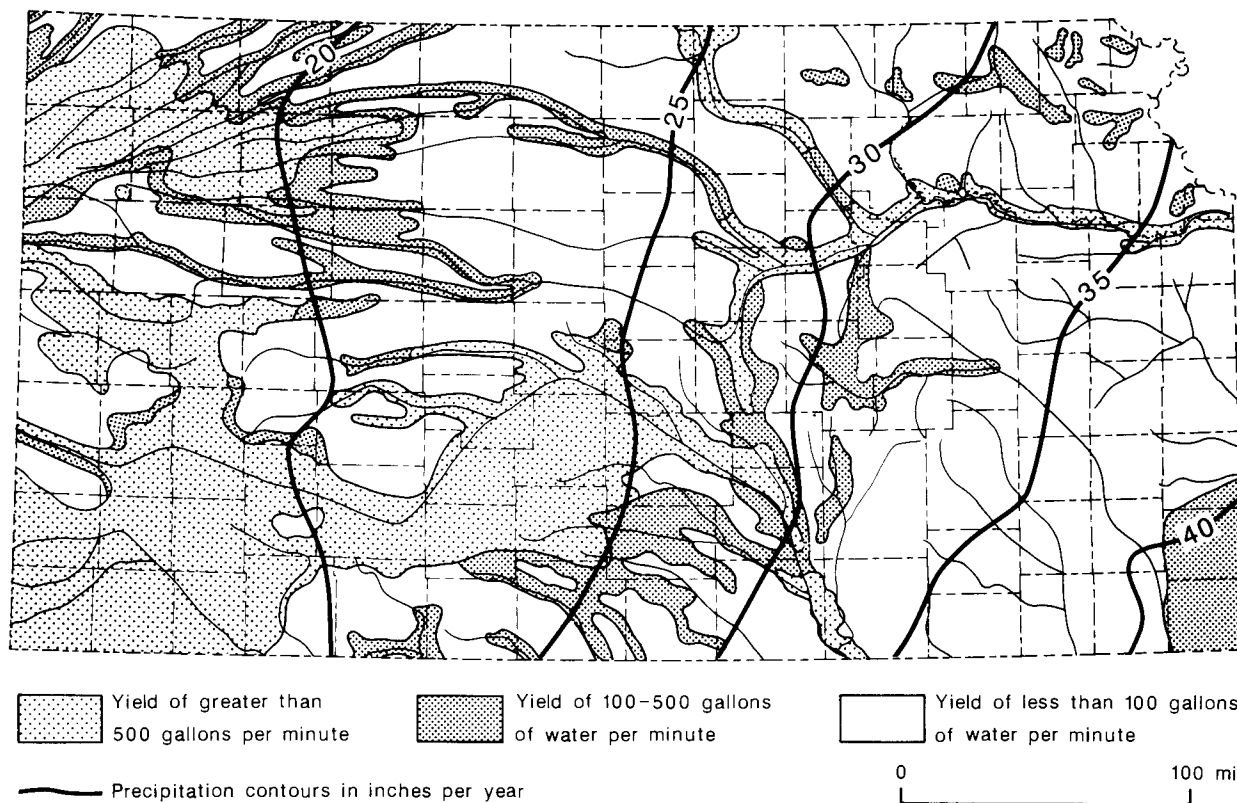 20
25
30
35
40
Yield of greater than
500 gallons per minute
Yield of 100-500 gallons
of water per minute
Yield of less than 100 gallons
of water per minute
Precipitation contours in inches per year
0
100 mi